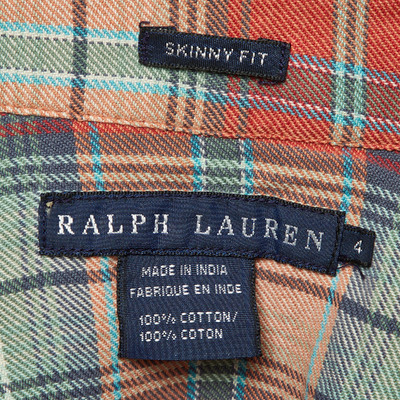 SKINNY FIT
RALPH LAUREN
4
MADE IN INDIA
FABRIQUE EN INDE
100% COTTON/
100% COTON